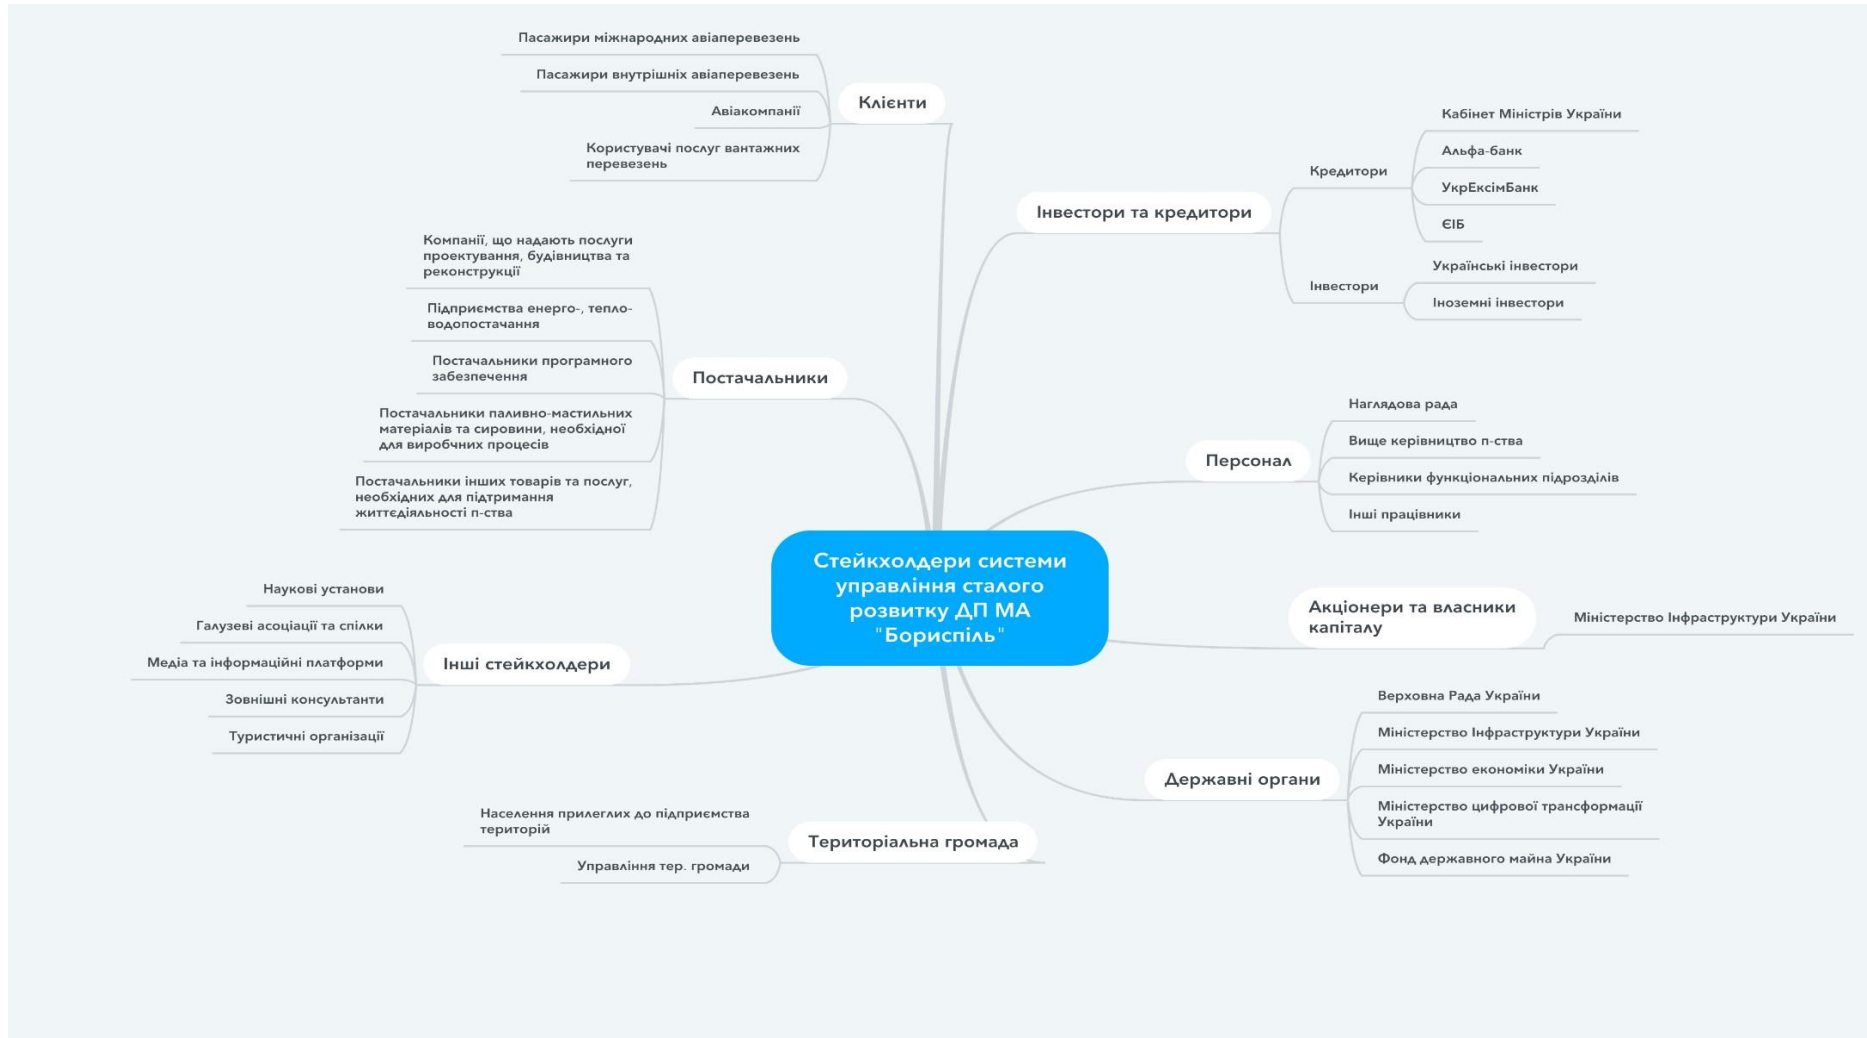 Пасажири міжнародних авіаперевезень
Пасажири внутрішніх авіаперевезень
Авіакомпанії
Користувачі послуг вантажних
перевезень
Клієнти
Компанії, що надають послуги
проектування, будівництва та
реконструкції
Підприємства енерго-, тепло-
водопостачання
Постачальники програмного
забезпечення
Постачальники паливно-мастильних
матеріалів та сировини, необхідної
для виробчних процесів
Постачальники інших товарів та послуг,
необхідних для підтримання
життєдіяльності п-ства
Постачальники
Наукові установи
Галузеві асоціації та спілки
Медіа та інформаційні платформи
Зовнішні консультанти
Туристичні організації
Інші стейкхолдери
Населення прилеглих до підприємства
територій
Управління тер. громади
Територіальна громада
Стейкхолдери системи
управління сталого
розвитку ДП МА
"Бориспіль"
Інвестори та кредитори
Кредитори
Кабінет Міністрів України
Альфа-банк
УкрЕксімБанк
ЄІБ
Інвестори
Українські інвестори
Іноземні інвестори
Персонал
Наглядова рада
Вище керівництво п-ства
Керівники функціональних підрозділів
Інші працівники
Акціонери та власники
капіталу
Міністерство Інфраструктури України
Державні органи
Верховна Рада України
Міністерство Інфраструктури України
Міністерство економіки України
Міністерство цифрової трансформації
України
Фонд державного майна України